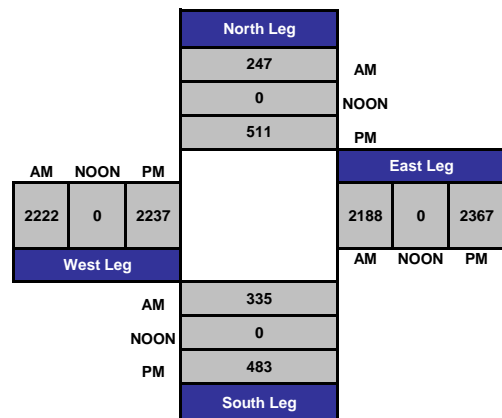 North Leg
247
AM
0
NOON
511
PM
AM NOON PM
East Leg
2222 0 2237
2188 0 2367
West Leg
AM NOON PM
335
AM
0
NOON
483
PM
South Leg